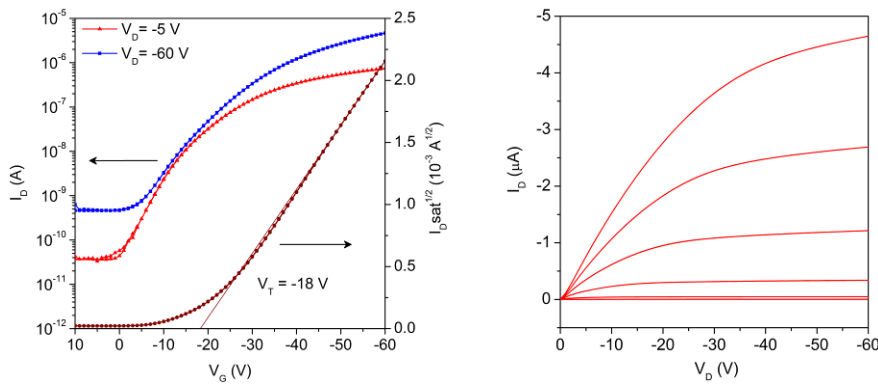 V_D= -5 V
V_D= -60 V
10^-5
10^-6
10^-7
10^-8
10^-9
10^-10
10^-11
10^-12
I_D (A)
10 0 -10 -20 -30 -40 -50 -60
V_G (V)
V_T = -18 V
2.5
2.0
1.5
1.0
0.5
0.0
I_Dsat^1/2 (10^-3 A^1/2)
-5
-4
-3
-2
-1
0
I_D (μA)
0 -10 -20 -30 -40 -50 -60
V_D (V)